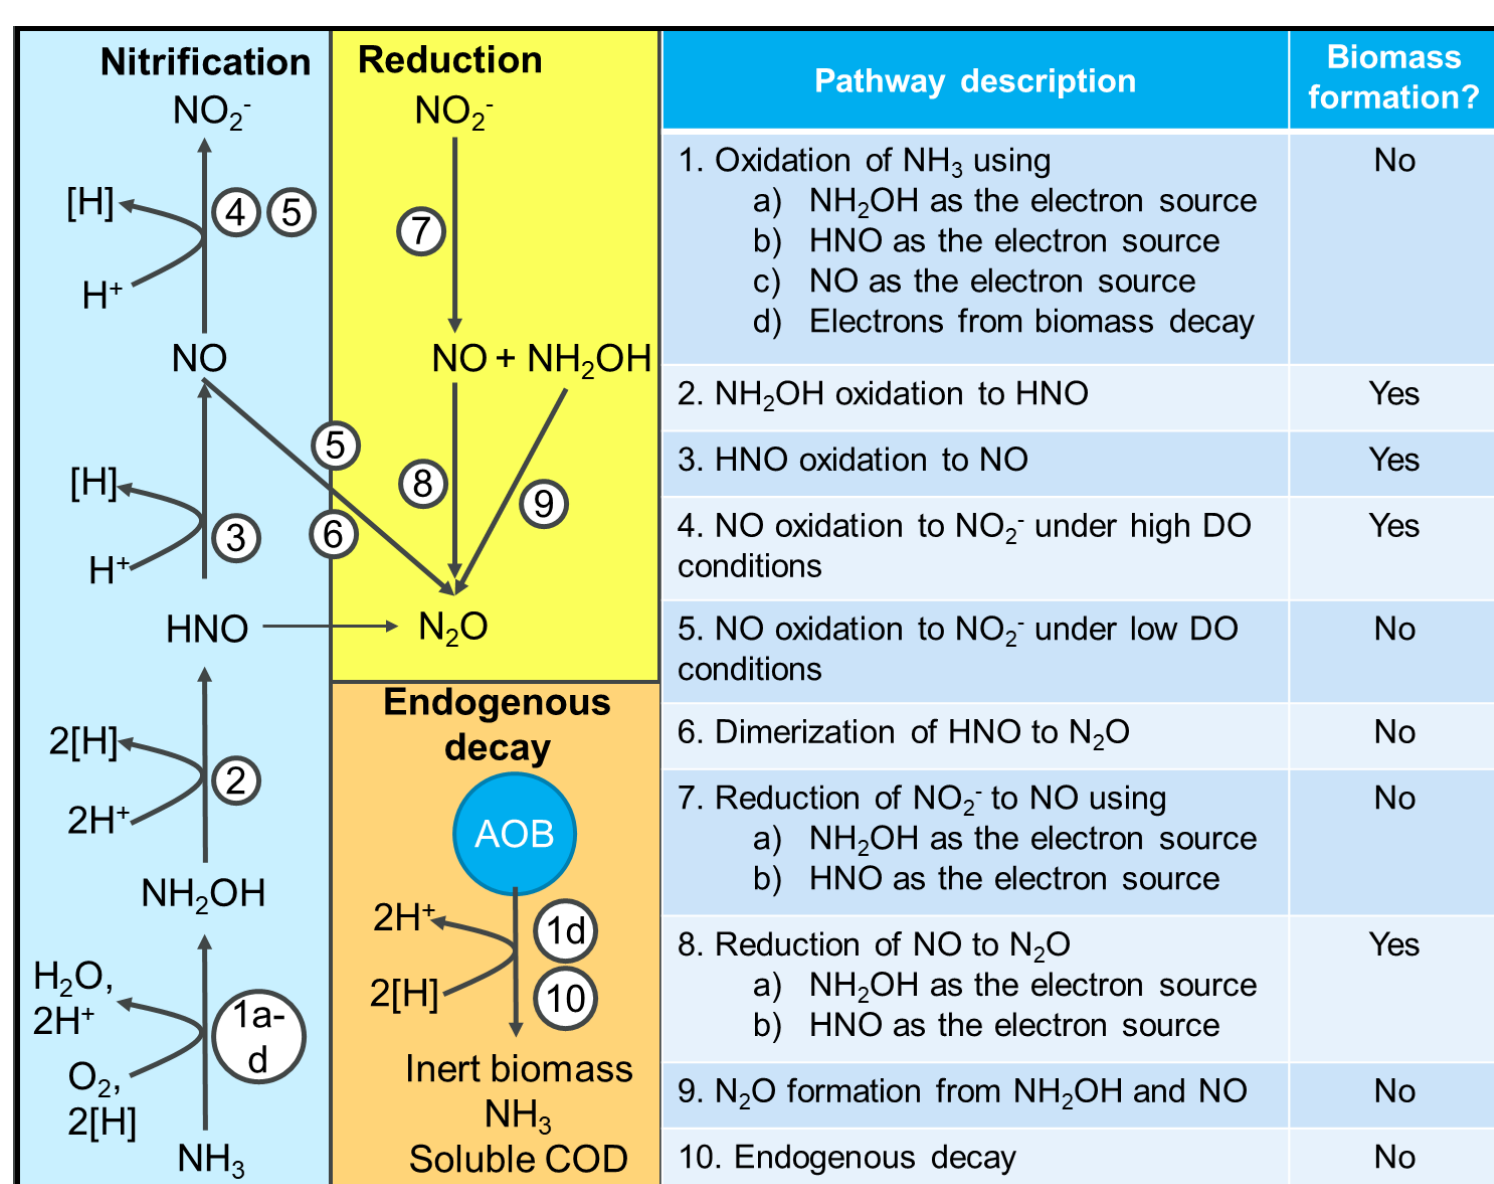 Nitrification
NO₂⁻
[H]
4
5
H⁺
NO
[H]
3
H⁺
HNO
2[H]
2
2H⁺
NH₂OH
H₂O,
2H⁺
1a-
d
O₂,
2[H]
NH₃
Reduction
NO₂⁻
7
NO + NH₂OH
5
8
9
6
N₂O
Endogenous
decay
AOB
2H⁺
1d
2[H]
10
Inert biomass
NH₃
Soluble COD
Pathway description
Biomass
formation?
1. Oxidation of NH₃ using
No
a) NH₂OH as the electron source
b) HNO as the electron source
c) NO as the electron source
d) Electrons from biomass decay
2. NH₂OH oxidation to HNO
Yes
3. HNO oxidation to NO
Yes
4. NO oxidation to NO₂⁻ under high DO
conditions
Yes
5. NO oxidation to NO₂⁻ under low DO
conditions
No
6. Dimerization of HNO to N₂O
No
7. Reduction of NO₂⁻ to NO using
No
a) NH₂OH as the electron source
b) HNO as the electron source
8. Reduction of NO to N₂O
Yes
a) NH₂OH as the electron source
b) HNO as the electron source
9. N₂O formation from NH₂OH and NO
No
10. Endogenous decay
No